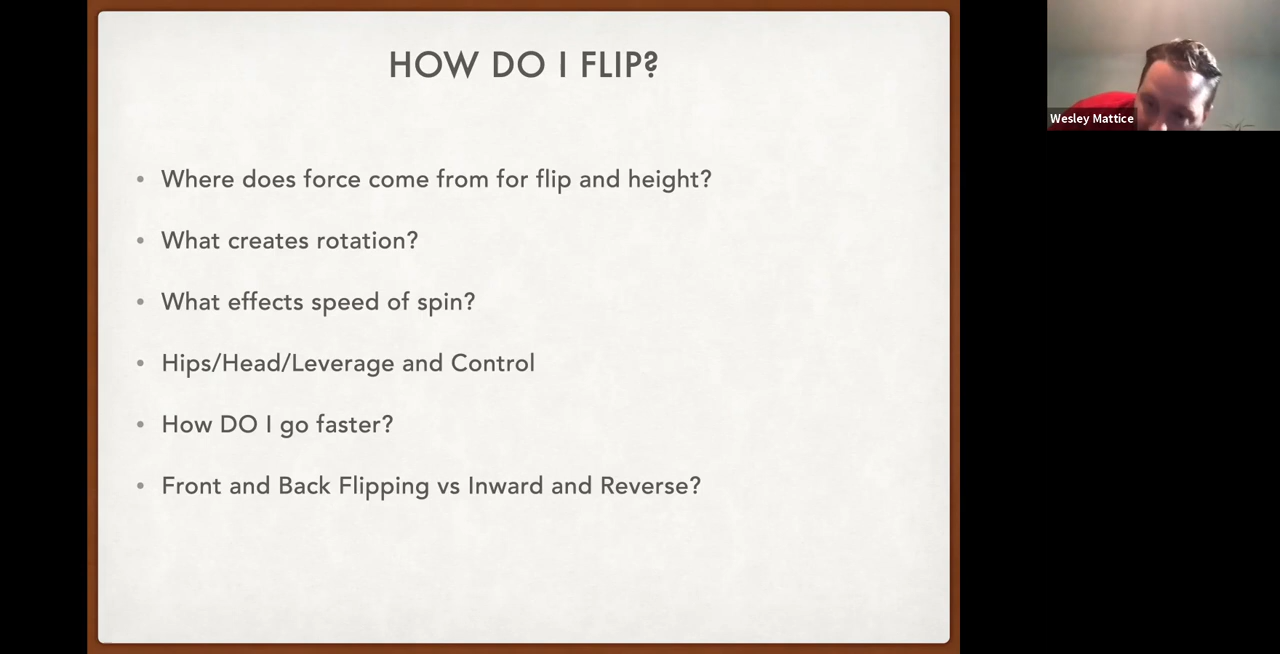 HOW DO I FLIP?
• Where does force come from for flip and height?
• What creates rotation?
• What effects speed of spin?
• Hips/Head/Leverage and Control
• How DO I go faster?
• Front and Back Flipping vs Inward and Reverse?
Wesley Mattice